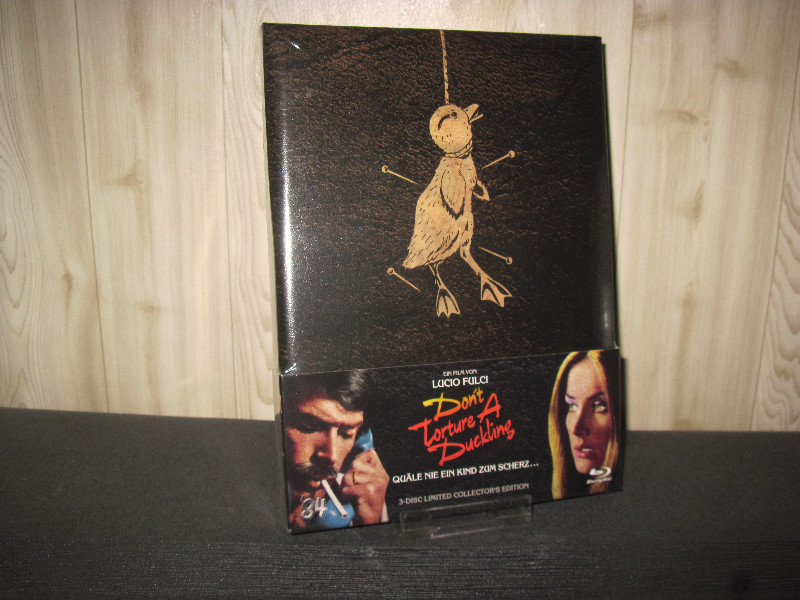 EIN FILM VON
LUCIO FULCI
Don't
Torture A
Duckling
QUÄLE NIE EIN KIND ZUM SCHERZ...
3-DISC LIMITED COLLECTOR'S EDITION
84